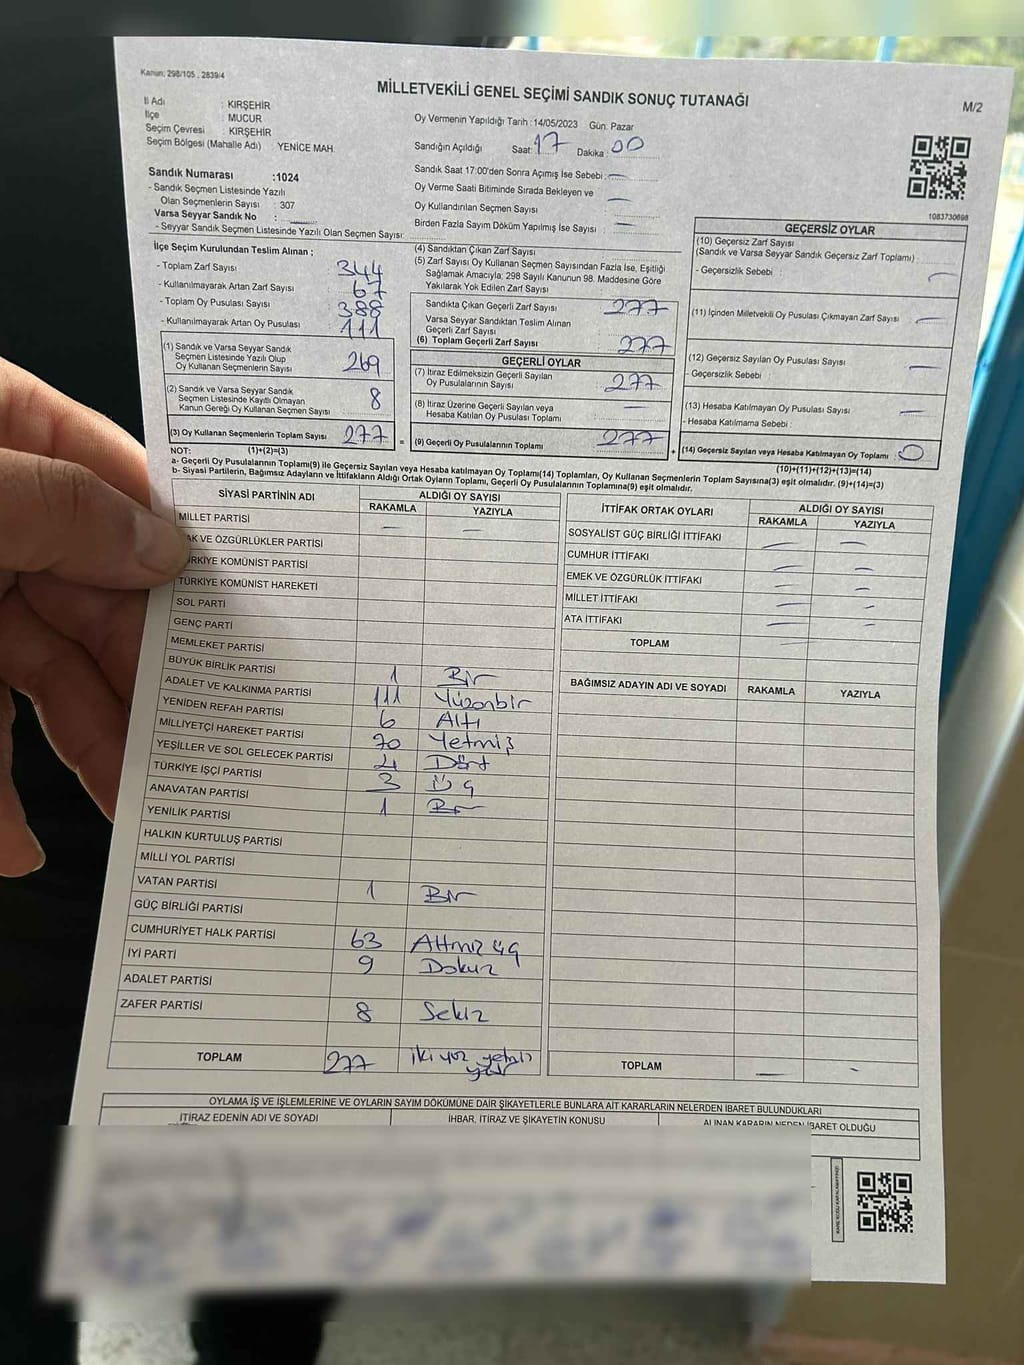 Kanun: 298/105 , 2839/4
MİLLETVEKİLİ GENEL SEÇİMİ SANDIK SONUÇ TUTANAĞI
M/2
İl Adı : KIRŞEHİR
İlçe : MUCUR
Seçim Çevresi : KIRŞEHİR
Seçim Bölgesi (Mahalle Adı) YENİCE MAH.
Sandık Numarası :1024
- Sandık Seçmen Listesinde Yazılı
Olan Seçmenlerin Sayısı : 307
Varsa Seyyar Sandık No :
- Seyyar Sandık Seçmen Listesinde Yazılı Olan Seçmen Sayısı:
Oy Vermenin Yapıldığı Tarih : 14/05/2023 Gün: Pazar
Sandığın Açıldığı Saat: 17 Dakika : 00
Sandık Saat 17:00'den Sonra Açılmış İse Sebebi : —
Oy Verme Saati Bitiminde Sırada Bekleyen ve
Oy Kullandırılan Seçmen Sayısı : —
Birden Fazla Sayım Döküm Yapılmış İse Sayısı : —
1083730698
İlçe Seçim Kurulundan Teslim Alınan ;
- Toplam Zarf Sayısı : 344
- Kullanılmayarak Artan Zarf Sayısı : 67
- Toplam Oy Pusulası Sayısı : 388
- Kullanılmayarak Artan Oy Pusulası : 111
(1) Sandık ve Varsa Seyyar Sandık
Seçmen Listesinde Yazılı Olup
Oy Kullanan Seçmenlerin Sayısı 269
(2) Sandık ve Varsa Seyyar Sandık
Seçmen Listesinde Kayıtlı Olmayan
Kanun Gereği Oy Kullanan Seçmen Sayısı 8
(3) Oy Kullanan Seçmenlerin Toplam Sayısı 277 =
(4) Sandıktan Çıkan Zarf Sayısı
(5) Zarf Sayısı Oy Kullanan Seçmen Sayısından Fazla İse, Eşitliği
Sağlamak Amacıyla; 298 Sayılı Kanunun 98. Maddesine Göre
Yakılarak Yok Edilen Zarf Sayısı
Sandıkta Çıkan Geçerli Zarf Sayısı 277
Varsa Seyyar Sandıktan Teslim Alınan
Geçerli Zarf Sayısı
(6) Toplam Geçerli Zarf Sayısı 277
GEÇERLİ OYLAR
(7) İtiraz Edilmeksizin Geçerli Sayılan
Oy Pusulalarının Sayısı 277
(8) İtiraz Üzerine Geçerli Sayılan veya
Hesaba Katılan Oy Pusulası Toplamı —
(9) Geçerli Oy Pusulalarının Toplamı 277 +
GEÇERSİZ OYLAR
(10) Geçersiz Zarf Sayısı
(Sandık ve Varsa Seyyar Sandık Geçersiz Zarf Toplamı) :
- Geçersizlik Sebebi : —
(11) İçinden Milletvekili Oy Pusulası Çıkmayan Zarf Sayısı —
(12) Geçersiz Sayılan Oy Pusulası Sayısı : —
- Geçersizlik Sebebi :
(13) Hesaba Katılmayan Oy Pusulası Sayısı : —
- Hesaba Katılmama Sebebi :
(14) Geçersiz Sayılan veya Hesaba Katılmayan Oy Toplamı : 0
NOT: (1)+(2)=(3)
(10)+(11)+(12)+(13)=(14)
a- Geçerli Oy Pusulalarının Toplamı(9) ile Geçersiz Sayılan veya Hesaba katılmayan Oy Toplamı(14) Toplamları, Oy Kullanan Seçmenlerin Toplam Sayısına(3) eşit olmalıdır. (9)+(14)=(3)
b- Siyasi Partilerin, Bağımsız Adayların ve İttifakların Aldığı Ortak Oyların Toplamı, Geçerli Oy Pusulalarının Toplamına(9) eşit olmalıdır.
SİYASİ PARTİNİN ADI ALDIĞI OY SAYISI
RAKAMLA YAZIYLA
MİLLET PARTİSİ — —
AK VE ÖZGÜRLÜKLER PARTİSİ
RKİYE KOMÜNİST PARTİSİ
TÜRKİYE KOMÜNİST HAREKETİ
SOL PARTİ
GENÇ PARTİ
MEMLEKET PARTİSİ
BÜYÜK BİRLİK PARTİSİ 1 Bir
ADALET VE KALKINMA PARTİSİ 111 Yüzonbir
YENİDEN REFAH PARTİSİ 6 Altı
MİLLİYETÇİ HAREKET PARTİSİ 70 Yetmiş
YEŞİLLER VE SOL GELECEK PARTİSİ 4 Dört
TÜRKİYE İŞÇİ PARTİSİ 3 Üç
ANAVATAN PARTİSİ 1 Bir
YENİLİK PARTİSİ
HALKIN KURTULUŞ PARTİSİ
MİLLİ YOL PARTİSİ
VATAN PARTİSİ 1 Bir
GÜÇ BİRLİĞİ PARTİSİ
CUMHURİYET HALK PARTİSİ 63 Altmız üç
İYİ PARTİ 9 Dokuz
ADALET PARTİSİ
ZAFER PARTİSİ 8 Sekiz
TOPLAM 277 iki yüz yetmiş yedi
İTTİFAK ORTAK OYLARI ALDIĞI OY SAYISI
RAKAMLA YAZIYLA
SOSYALİST GÜÇ BİRLİĞİ İTTİFAKI — —
CUMHUR İTTİFAKI — —
EMEK VE ÖZGÜRLÜK İTTİFAKI — —
MİLLET İTTİFAKI — —
ATA İTTİFAKI — —
TOPLAM
BAĞIMSIZ ADAYIN ADI VE SOYADI RAKAMLA YAZIYLA
TOPLAM — -
OYLAMA İŞ VE İŞLEMLERİNE VE OYLARIN SAYIM DÖKÜMÜNE DAİR ŞİKAYETLERLE BUNLARA AİT KARARLARIN NELERDEN İBARET BULUNDUKLARI
İTİRAZ EDENİN ADI VE SOYADI İHBAR, İTİRAZ VE ŞİKAYETİN KONUSU ALINAN KARARIN NEDEN İBARET OLDUĞU